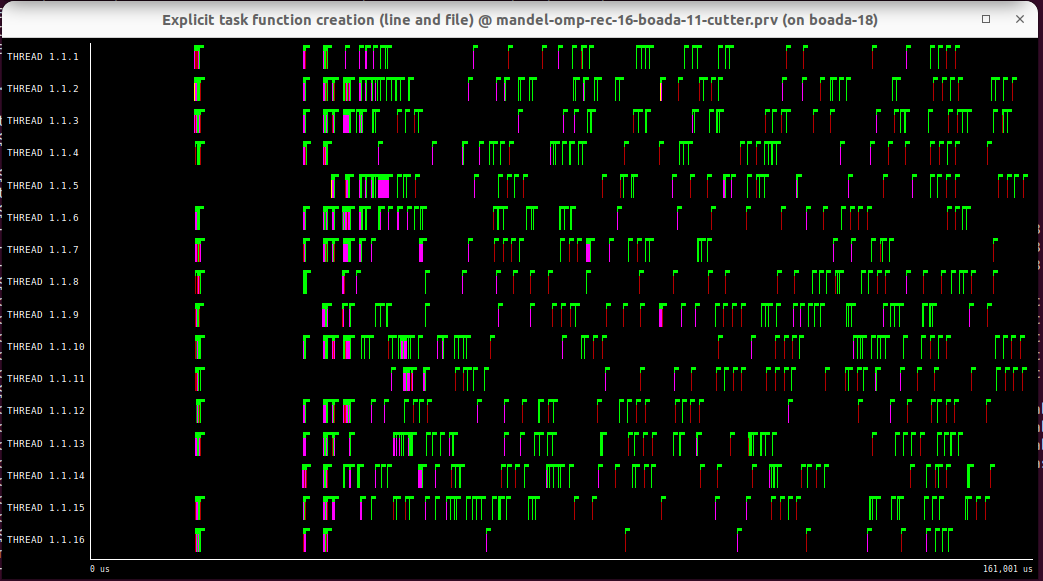 Explicit task function creation (line and file) @ mandel-omp-rec-16-boada-11-cutter.prv (on boada-18)
THREAD 1.1.1
THREAD 1.1.2
THREAD 1.1.3
THREAD 1.1.4
THREAD 1.1.5
THREAD 1.1.6
THREAD 1.1.7
THREAD 1.1.8
THREAD 1.1.9
THREAD 1.1.10
THREAD 1.1.11
THREAD 1.1.12
THREAD 1.1.13
THREAD 1.1.14
THREAD 1.1.15
THREAD 1.1.16
0 us
161,001 us